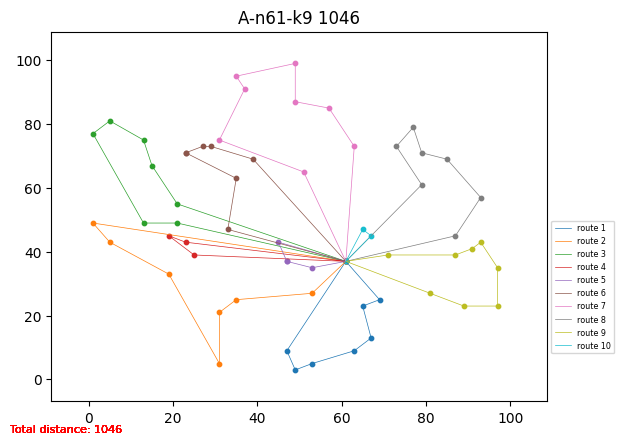 A-n61-k9 1046
100
80
60
40
20
0
0 20 40 60 80 100
route 1
route 2
route 3
route 4
route 5
route 6
route 7
route 8
route 9
route 10
Total distance: 1046